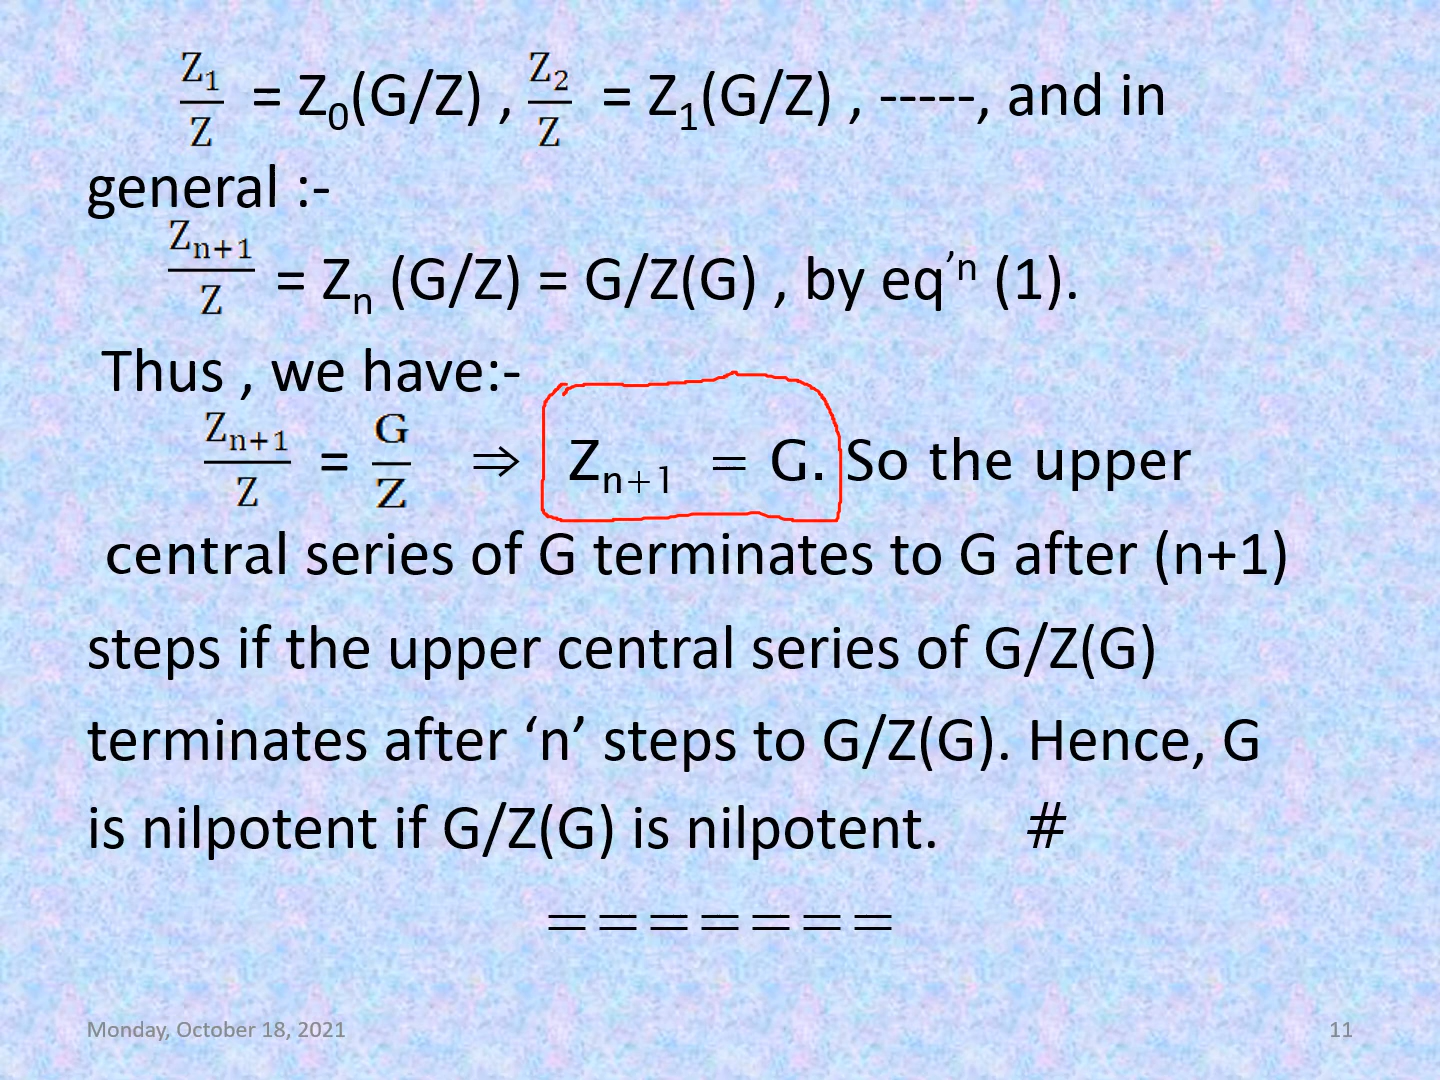 Z₁/Z = Z₀(G/Z) , Z₂/Z = Z₁(G/Z) , -----, and in
general :-
Zₙ₊₁/Z = Zₙ (G/Z) = G/Z(G) , by eq’ⁿ (1).
Thus , we have:-
Zₙ₊₁/Z = G/Z ⇒ Zₙ₊₁ = G. So the upper
central series of G terminates to G after (n+1)
steps if the upper central series of G/Z(G)
terminates after ‘n’ steps to G/Z(G). Hence, G
is nilpotent if G/Z(G) is nilpotent. #
=======
Monday, October 18, 2021 11